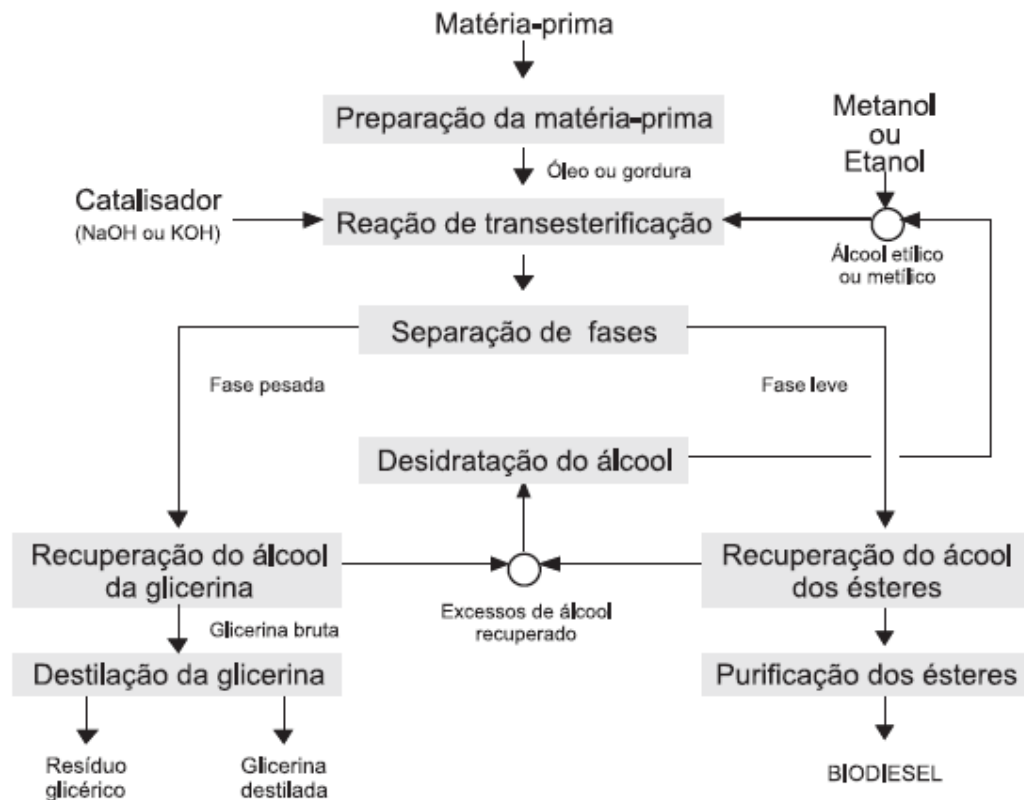 Matéria-prima
Preparação da matéria-prima
Metanol
ou
Etanol
Óleo ou gordura
Catalisador
(NaOH ou KOH)
Reação de transesterificação
Álcool etílico
ou metílico
Separação de fases
Fase pesada
Fase leve
Desidratação do álcool
Recuperação do álcool
da glicerina
Recuperação do ácool
dos ésteres
Excessos de álcool
recuperado
Glicerina bruta
Destilação da glicerina
Purificação dos ésteres
Resíduo
glicérico
Glicerina
destilada
BIODIESEL